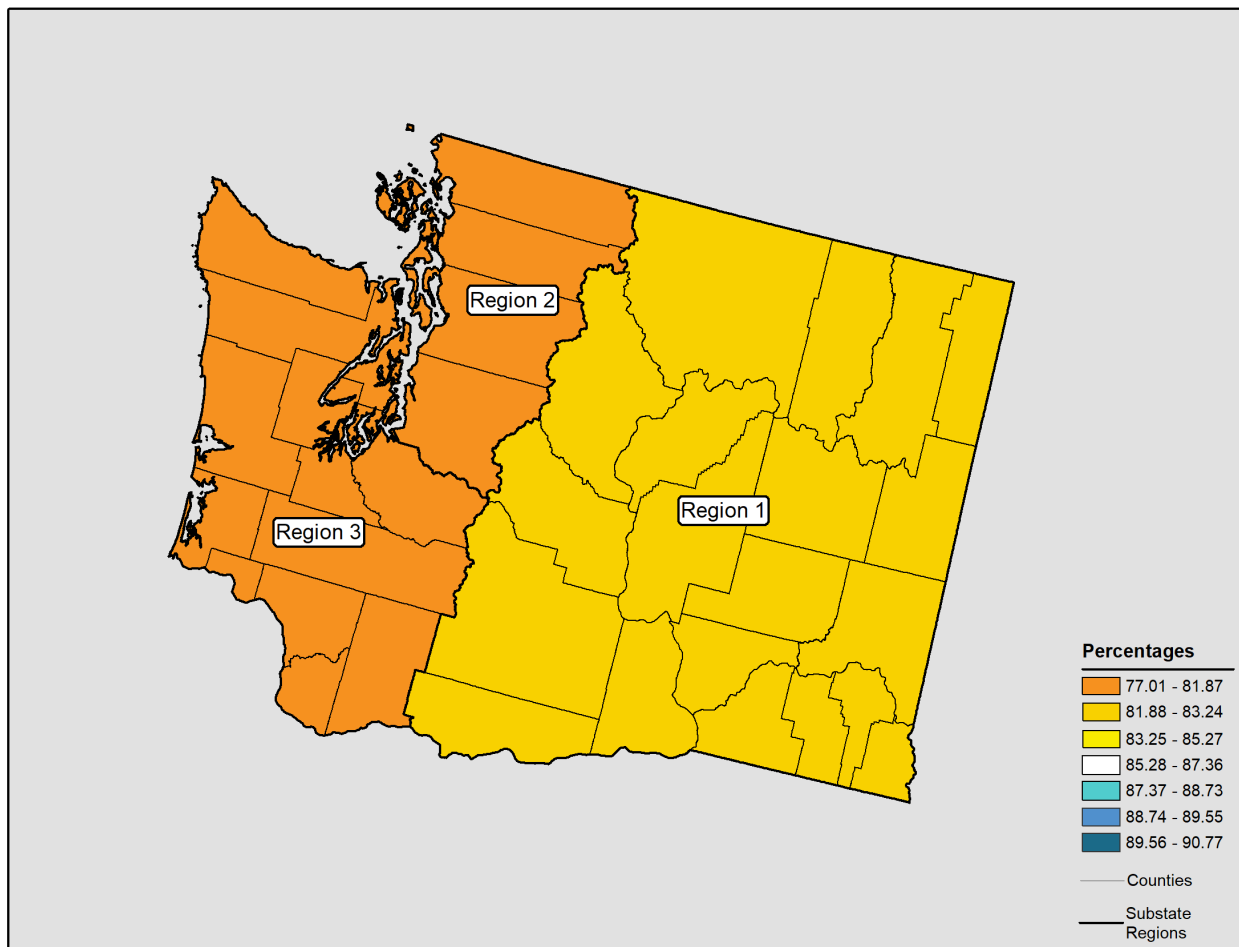 Region 2
Region 1
Region 3
Percentages
77.01 - 81.87
81.88 - 83.24
83.25 - 85.27
85.28 - 87.36
87.37 - 88.73
88.74 - 89.55
89.56 - 90.77
Counties
Substate
Regions